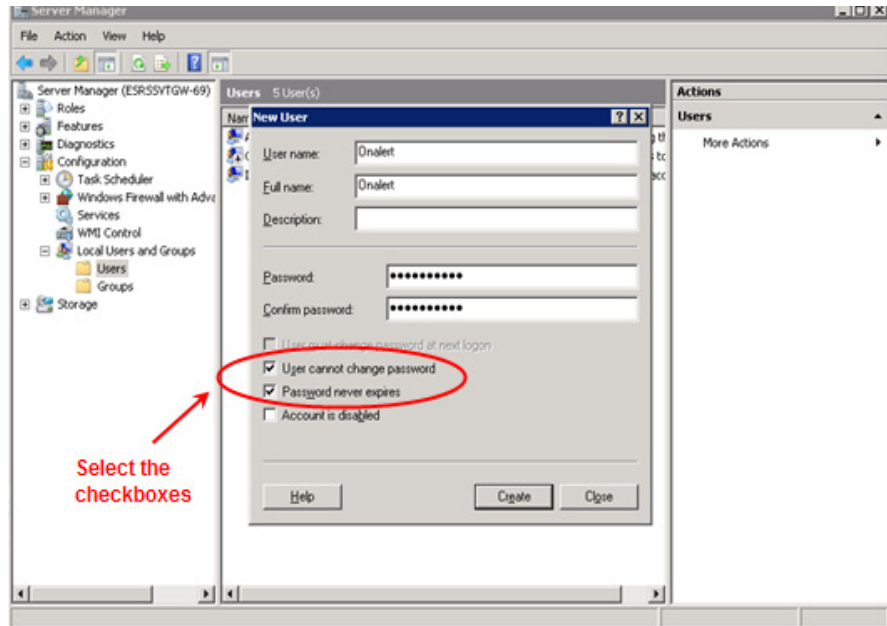 Server Manager
File Action View Help
Server Manager (ESRSSVTGW-69)
Roles
Features
Diagnostics
Configuration
Task Scheduler
Windows Firewall with Adva
Services
WMI Control
Local Users and Groups
Users
Groups
Storage
Users 5 User(s)
Nam
New User
User name: Onalert
Full name: Onalert
Description:
Password: ••••••••••
Confirm password: ••••••••••
User must change password at next logon
User cannot change password
Password never expires
Account is disabled
Help Create Close
Select the
checkboxes
Actions
Users
More Actions